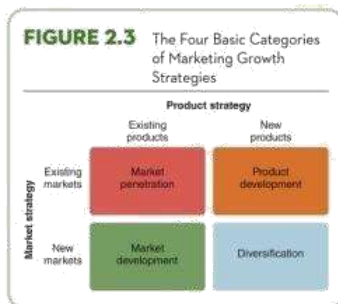 FIGURE 2.3
The Four Basic Categories
of Marketing Growth
Strategies
Product strategy
Existing
products
New
products
Market strategy
Existing
markets
Market
penetration
Product
development
New
markets
Market
development
Diversification